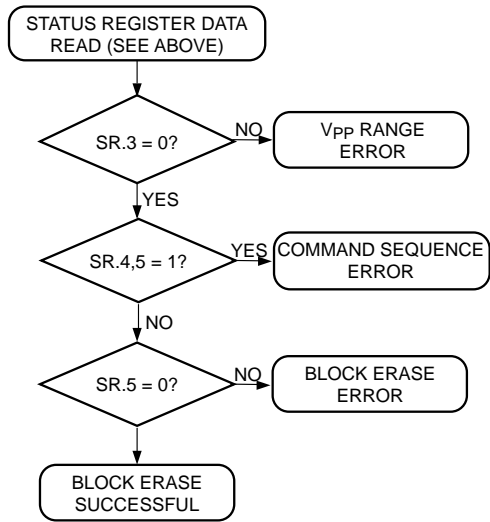 STATUS REGISTER DATA
READ (SEE ABOVE)
SR.3 = 0?
NO
VPP RANGE
ERROR
YES
SR.4,5 = 1?
YES
COMMAND SEQUENCE
ERROR
NO
SR.5 = 0?
NO
BLOCK ERASE
ERROR
BLOCK ERASE
SUCCESSFUL